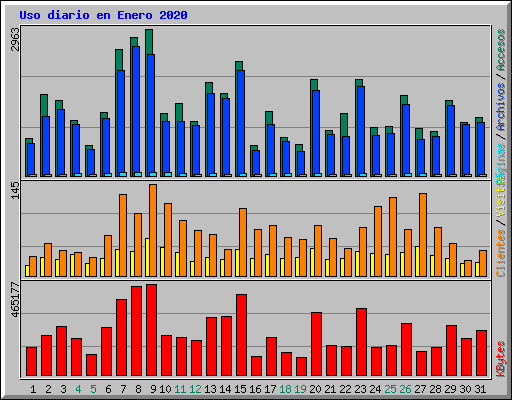 Uso diario en Enero 2020
2963
145
465177
Clientes / Visitas
Páginas / Archivos / Accesos
KBytes
1 2 3 4 5 6 7 8 9 10 11 12 13 14 15 16 17 18 19 20 21 22 23 24 25 26 27 28 29 30 31